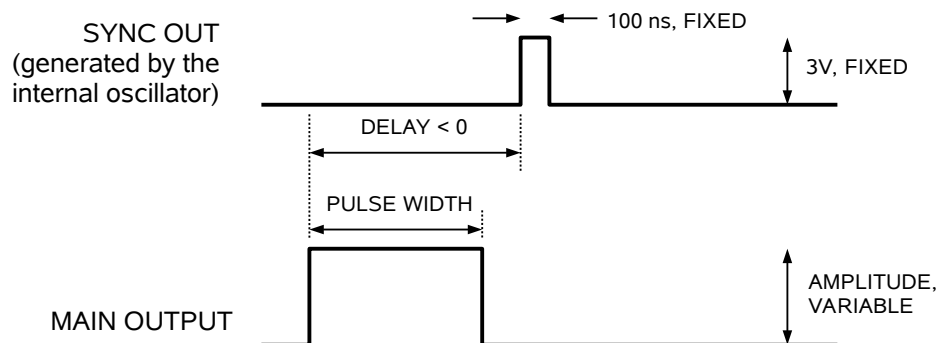 SYNC OUT
(generated by the
internal oscillator)
100 ns, FIXED
3V, FIXED
DELAY < 0
PULSE WIDTH
MAIN OUTPUT
AMPLITUDE,
VARIABLE